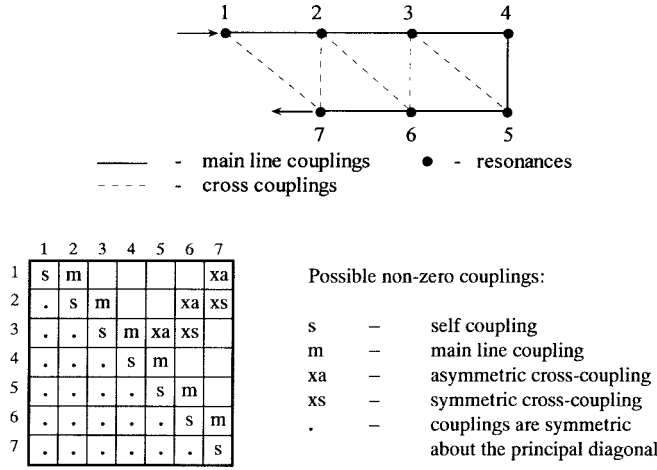 1 2 3 4
7 6 5
- main line couplings - resonances
- cross couplings
1 2 3 4 5 6 7
1 s m xa
2 . s m xa xs
3 . . s m xa xs
4 . . . s m
5 . . . . s m
6 . . . . . s m
7 . . . . . . s
Possible non-zero couplings:
s – self coupling
m – main line coupling
xa – asymmetric cross-coupling
xs – symmetric cross-coupling
. – couplings are symmetric
about the principal diagonal